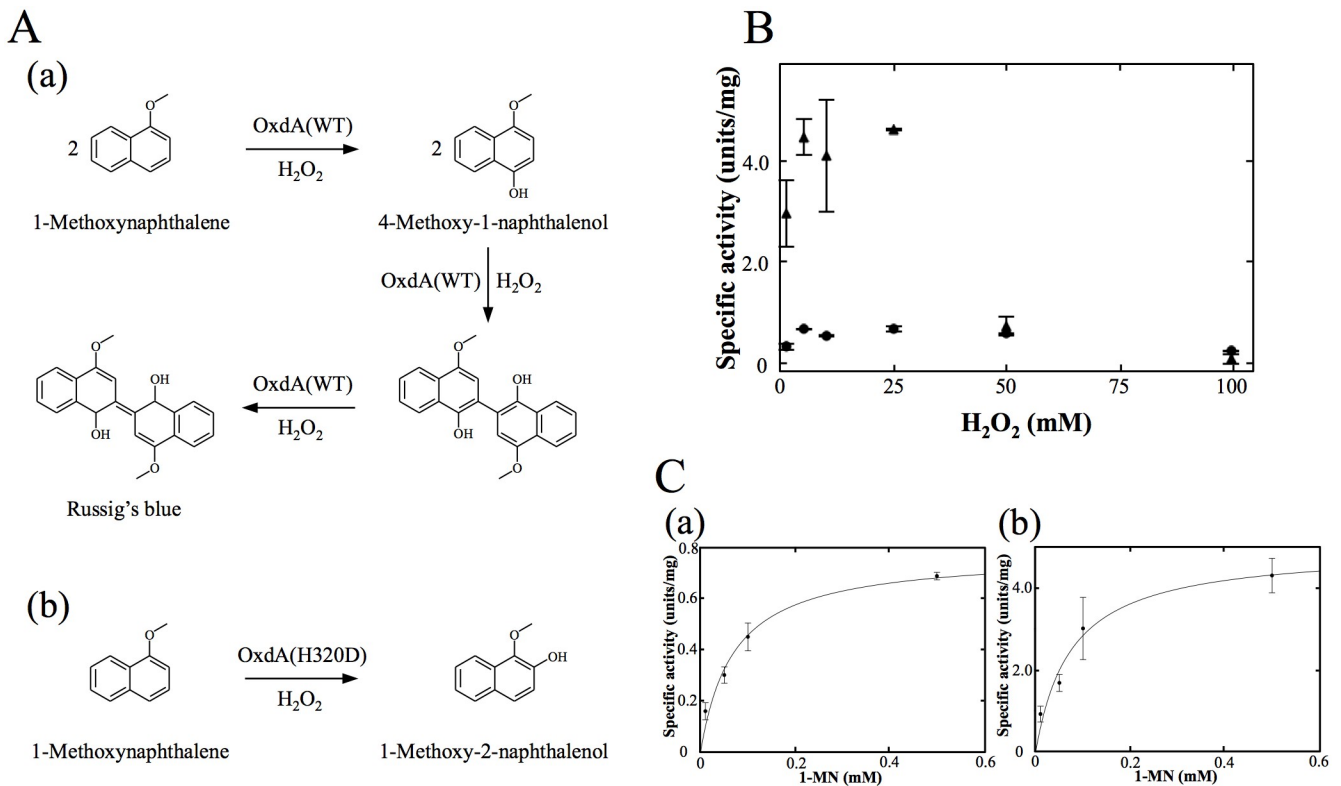 A
(a)
2
OxdA(WT)
H₂O₂
2
OH
1-Methoxynaphthalene
4-Methoxy-1-naphthalenol
OxdA(WT) H₂O₂
O
OH
OxdA(WT)
H₂O₂
OH
O
O
OH
OH
O
Russig's blue
(b)
O
OxdA(H320D)
H₂O₂
O
OH
1-Methoxynaphthalene
1-Methoxy-2-naphthalenol
O
O
B
Specific activity (units/mg)
4.0
2.0
0
0 25 50 75 100
H₂O₂ (mM)
C
(a)
Specific activity (units/mg)
0.8
0.6
0.4
0.2
0
0 0.2 0.4 0.6
1-MN (mM)
(b)
Specific activity (units/mg)
4.0
2.0
0
0 0.2 0.4 0.6
1-MN (mM)